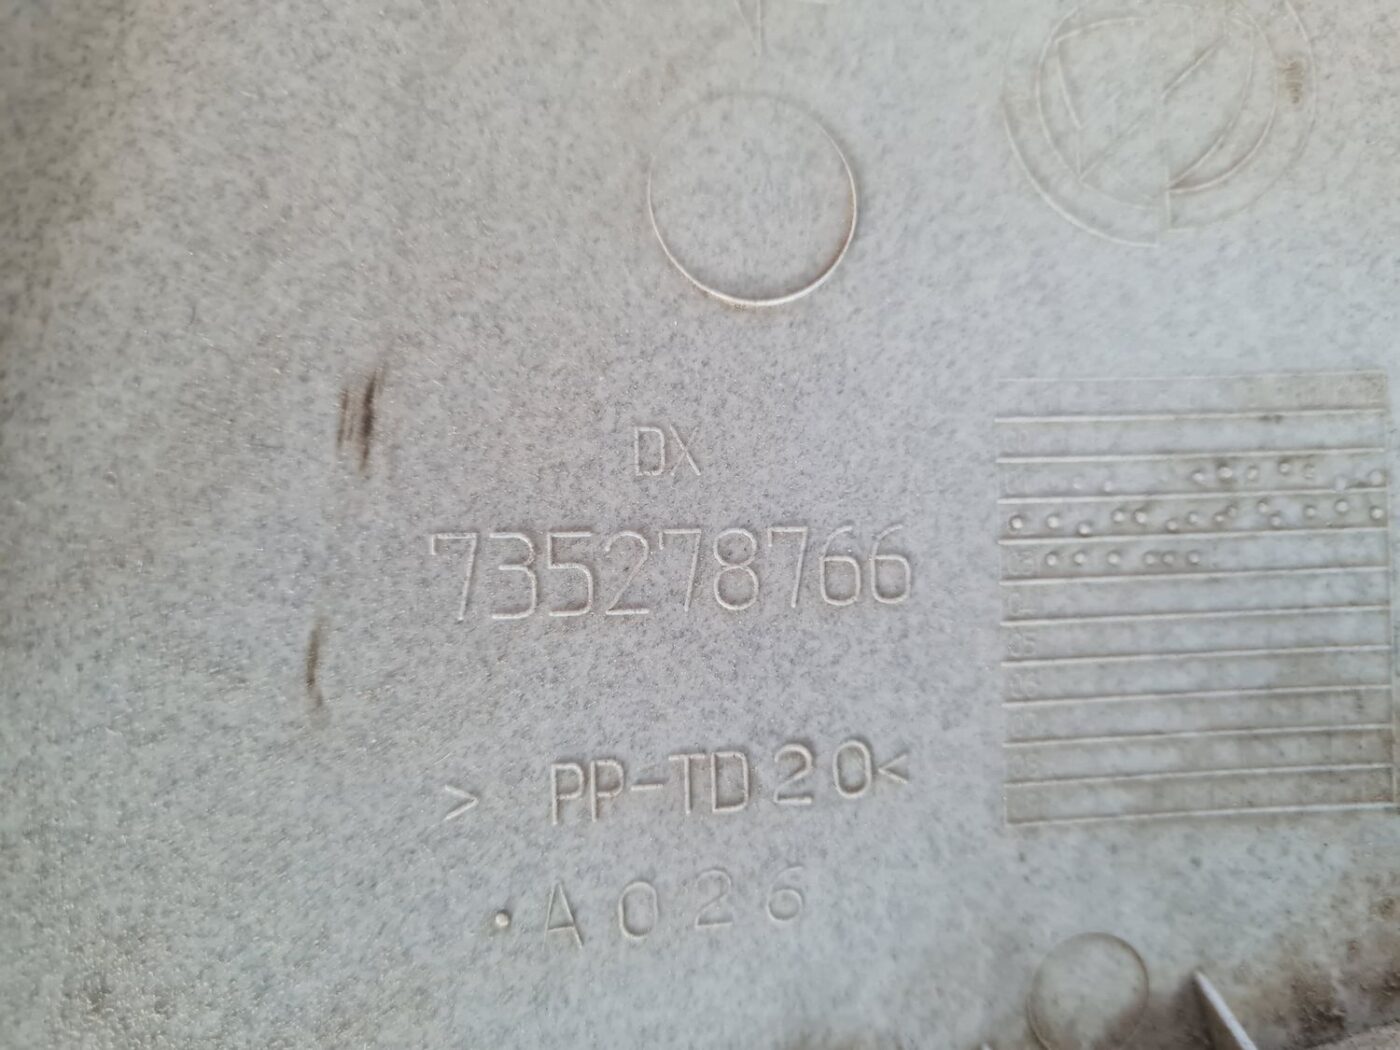 DX
735278766
> PP-TD20<
.A026